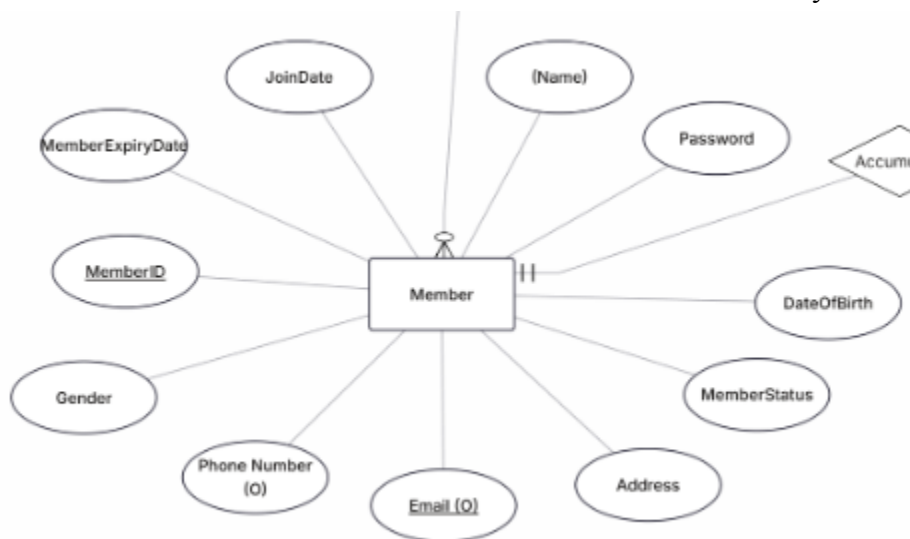 JoinDate
(Name)
Password
MemberExpiryDate
MemberID
Member
DateOfBirth
Gender
MemberStatus
Phone Number
(O)
Email (O)
Address